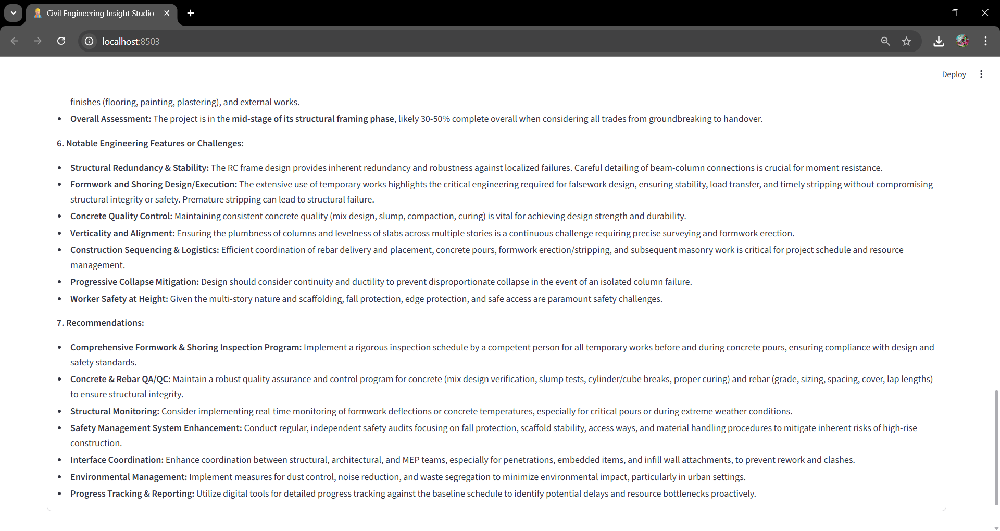 Civil Engineering Insight Studio
localhost:8503
Deploy
finishes (flooring, painting, plastering), and external works.
• Overall Assessment: The project is in the mid-stage of its structural framing phase, likely 30-50% complete overall when considering all trades from groundbreaking to handover.
6. Notable Engineering Features or Challenges:
• Structural Redundancy & Stability: The RC frame design provides inherent redundancy and robustness against localized failures. Careful detailing of beam-column connections is crucial for moment resistance.
• Formwork and Shoring Design/Execution: The extensive use of temporary works highlights the critical engineering required for falsework design, ensuring stability, load transfer, and timely stripping without compromising
structural integrity or safety. Premature stripping can lead to structural failure.
• Concrete Quality Control: Maintaining consistent concrete quality (mix design, slump, compaction, curing) is vital for achieving design strength and durability.
• Verticality and Alignment: Ensuring the plumbness of columns and levelness of slabs across multiple stories is a continuous challenge requiring precise surveying and formwork erection.
• Construction Sequencing & Logistics: Efficient coordination of rebar delivery and placement, concrete pours, formwork erection/stripping, and subsequent masonry work is critical for project schedule and resource
management.
• Progressive Collapse Mitigation: Design should consider continuity and ductility to prevent disproportionate collapse in the event of an isolated column failure.
• Worker Safety at Height: Given the multi-story nature and scaffolding, fall protection, edge protection, and safe access are paramount safety challenges.
7. Recommendations:
• Comprehensive Formwork & Shoring Inspection Program: Implement a rigorous inspection schedule by a competent person for all temporary works before and during concrete pours, ensuring compliance with design and
safety standards.
• Concrete & Rebar QA/QC: Maintain a robust quality assurance and control program for concrete (mix design verification, slump tests, cylinder/cube breaks, proper curing) and rebar (grade, sizing, spacing, cover, lap lengths)
to ensure structural integrity.
• Structural Monitoring: Consider implementing real-time monitoring of formwork deflections or concrete temperatures, especially for critical pours or during extreme weather conditions.
• Safety Management System Enhancement: Conduct regular, independent safety audits focusing on fall protection, scaffold stability, access ways, and material handling procedures to mitigate inherent risks of high-rise
construction.
• Interface Coordination: Enhance coordination between structural, architectural, and MEP teams, especially for penetrations, embedded items, and infill wall attachments, to prevent rework and clashes.
• Environmental Management: Implement measures for dust control, noise reduction, and waste segregation to minimize environmental impact, particularly in urban settings.
• Progress Tracking & Reporting: Utilize digital tools for detailed progress tracking against the baseline schedule to identify potential delays and resource bottlenecks proactively.